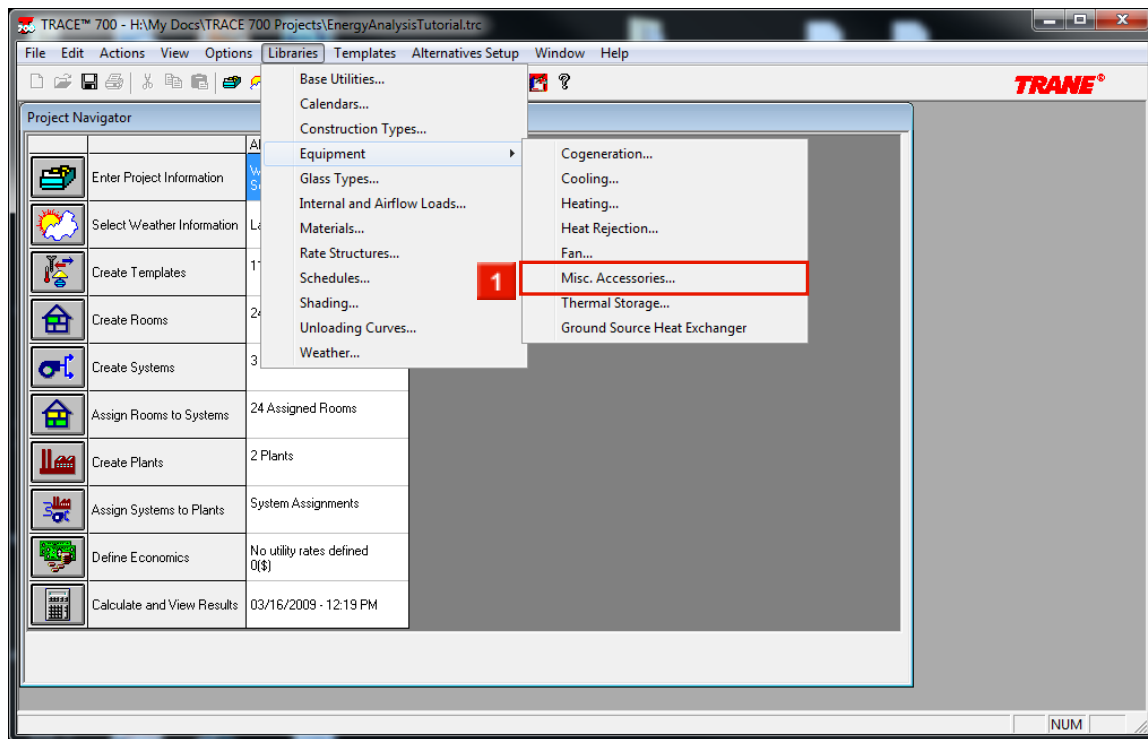 TRACE™ 700 - H:\My Docs\TRACE 700 Projects\EnergyAnalysisTutorial.trc
File Edit Actions View Options Libraries Templates Alternatives Setup Window Help
TRANE®
Project Navigator
Base Utilities...
Calendars...
Construction Types...
Equipment
Glass Types...
Internal and Airflow Loads...
Materials...
Rate Structures...
Schedules...
Shading...
Unloading Curves...
Weather...
Cogeneration...
Cooling...
Heating...
Heat Rejection...
Fan...
1 Misc. Accessories...
Thermal Storage...
Ground Source Heat Exchanger
Enter Project Information
Select Weather Information
Create Templates
Create Rooms
Create Systems 3
Assign Rooms to Systems 24 Assigned Rooms
Create Plants 2 Plants
Assign Systems to Plants System Assignments
Define Economics No utility rates defined
0($)
Calculate and View Results 03/16/2009 - 12:19 PM
NUM